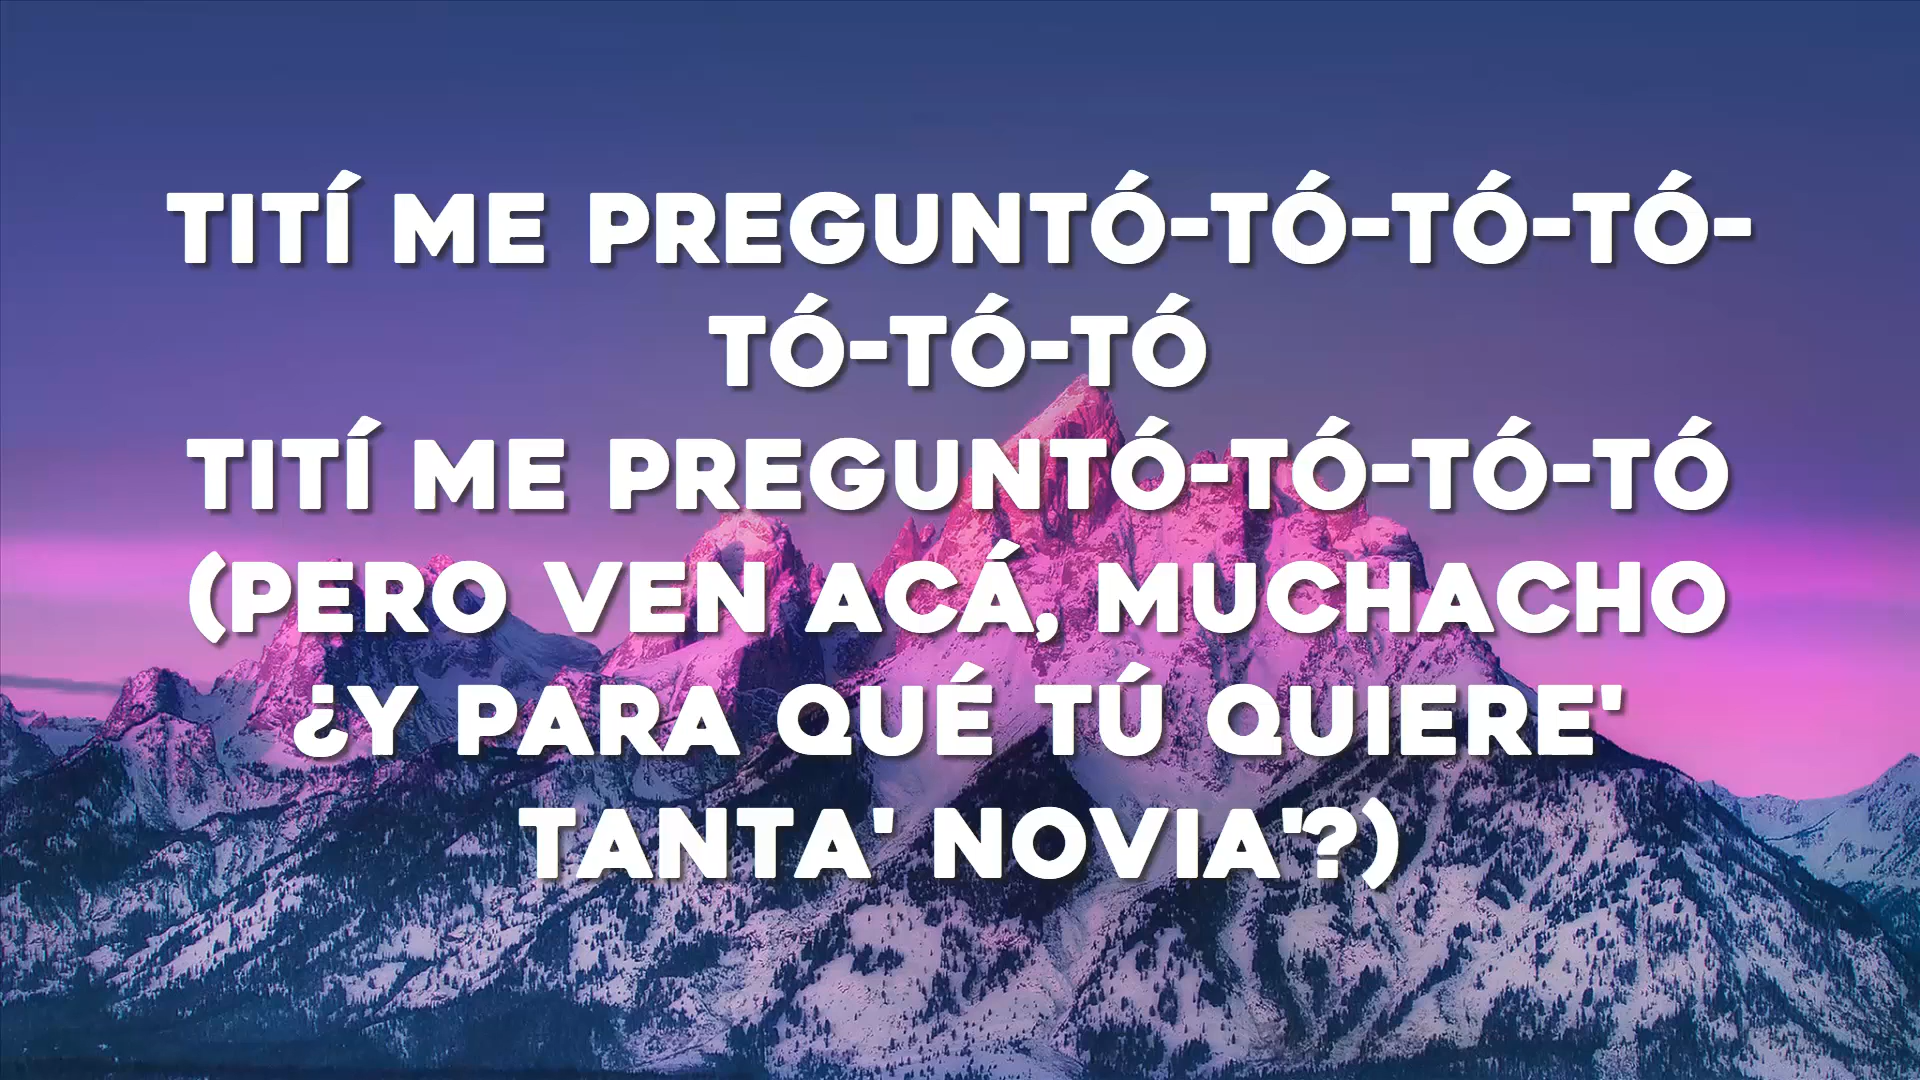 TITÍ ME PREGUNTÓ-TÓ-TÓ-TÓ-
TÓ-TÓ-TÓ
TITÍ ME PREGUNTÓ-TÓ-TÓ-TÓ
(PERO VEN ACÁ, MUCHACHO
¿Y PARA QUÉ TÚ QUIERE'
TANTA' NOVIA'?)